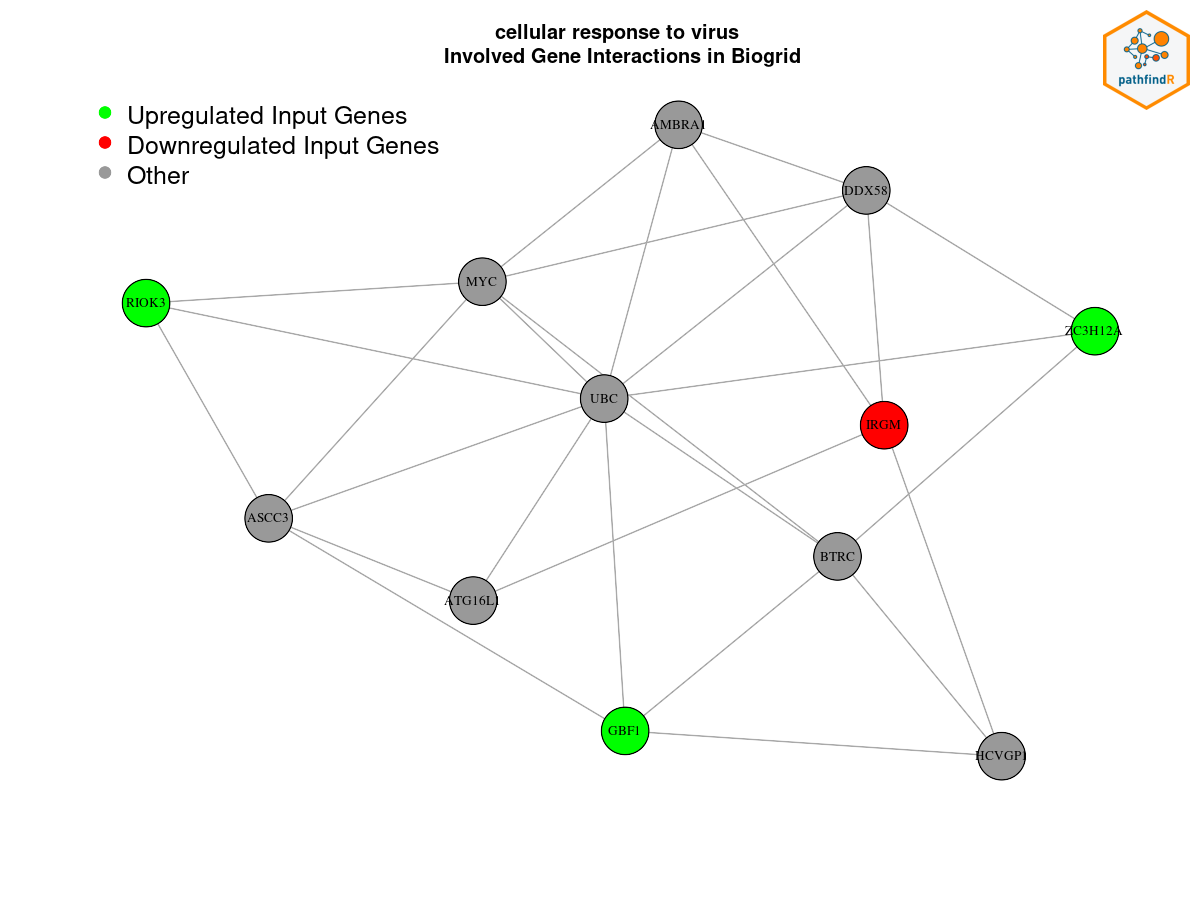 cellular response to virus
Involved Gene Interactions in Biogrid
pathfindR
Upregulated Input Genes
Downregulated Input Genes
Other
AMBRA1
DDX58
MYC
RIOK3
ZC3H12A
UBC
IRGM
ASCC3
BTRC
ATG16L1
GBF1
HCVGP1